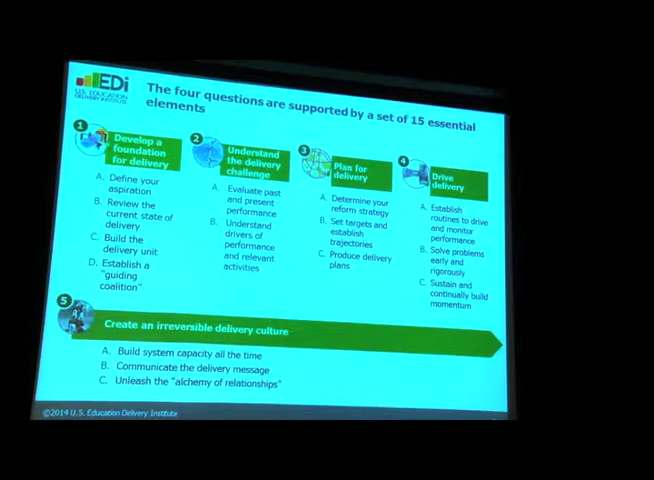 EDi
U.S. EDUCATION
DELIVERY INSTITUTE
The four questions are supported by a set of 15 essential
elements
1
Develop a
foundation
for delivery
A. Define your
aspiration
B. Review the
current state of
delivery
C. Build the
delivery unit
D. Establish a
"guiding
coalition"
2
Understand
the delivery
challenge
A. Evaluate past
and present
performance
B. Understand
drivers of
performance
and relevant
activities
3
Plan for
delivery
A. Determine your
reform strategy
B. Set targets and
establish
trajectories
C. Produce delivery
plans
4
Drive
delivery
A. Establish
routines to drive
and monitor
performance
B. Solve problems
early and
rigorously
C. Sustain and
continually build
momentum
5
Create an irreversible delivery culture
A. Build system capacity all the time
B. Communicate the delivery message
C. Unleash the "alchemy of relationships"
©2014 U.S. Education Delivery Institute